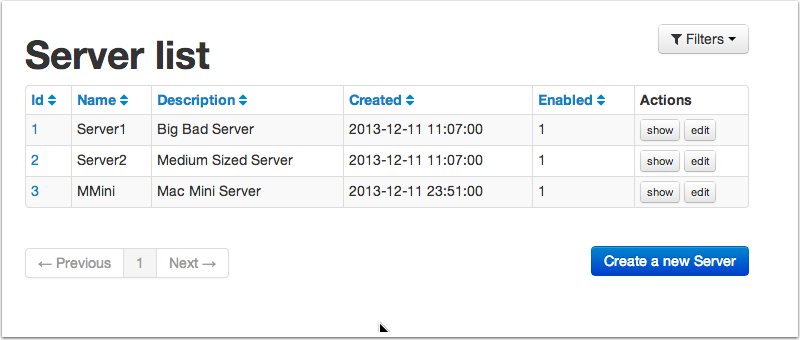 Filters
Server list
Id Name Description Created Enabled Actions
1 Server1 Big Bad Server 2013-12-11 11:07:00 1 show edit
2 Server2 Medium Sized Server 2013-12-11 11:07:00 1 show edit
3 MMini Mac Mini Server 2013-12-11 23:51:00 1 show edit
← Previous 1 Next → Create a new Server